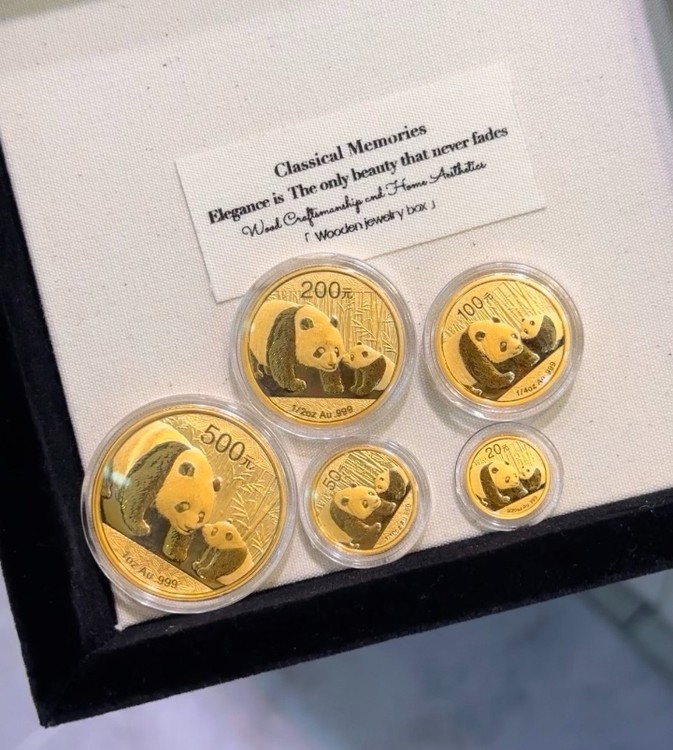 Classical Memories
Elegance is The only beauty that never fades
Wood Craftsmanship and Home Aesthetics
「 Wooden jewelry box 」
200元
1/2oz Au .999
100元
1/4oz Au .999
500元
1oz Au .999
50元
20元